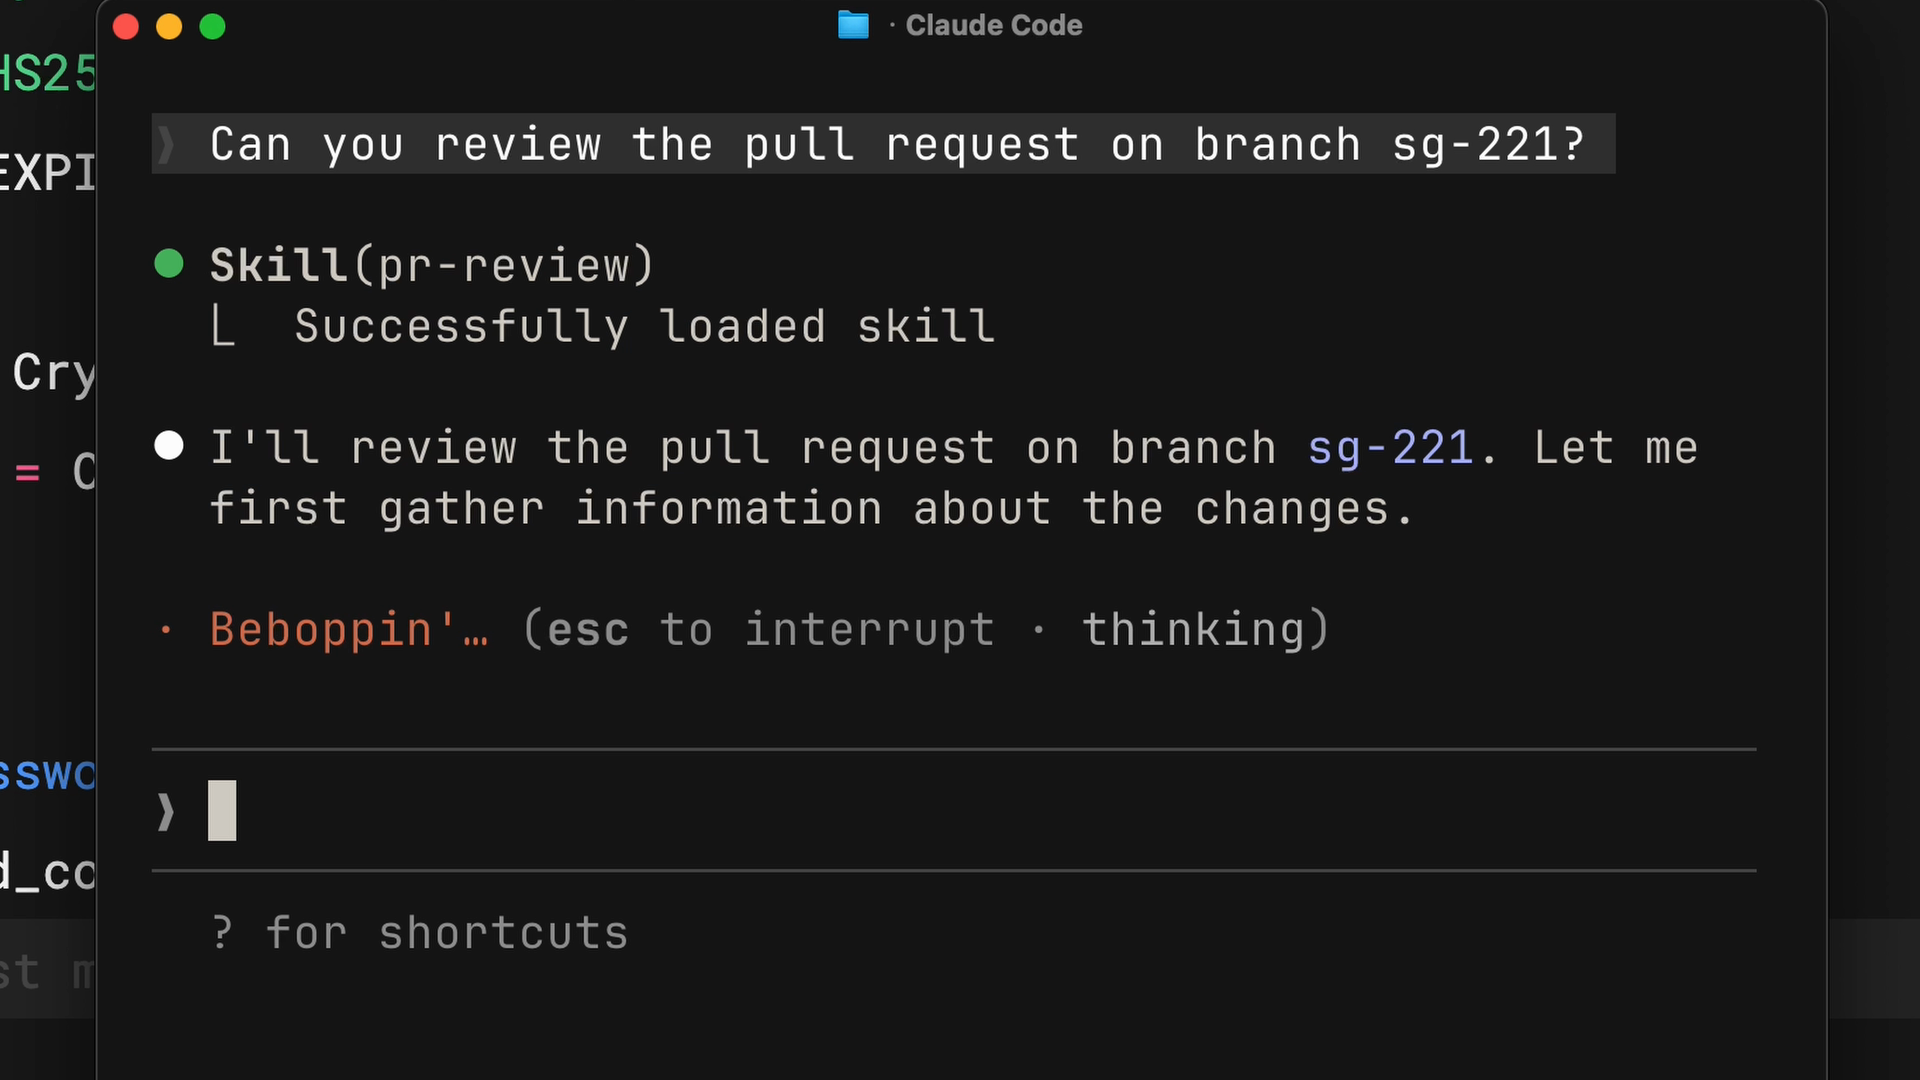 · Claude Code
❯ Can you review the pull request on branch sg-221?
Skill(pr-review)
Successfully loaded skill
I'll review the pull request on branch sg-221. Let me
first gather information about the changes.
· Beboppin'… (esc to interrupt · thinking)
❯
? for shortcuts